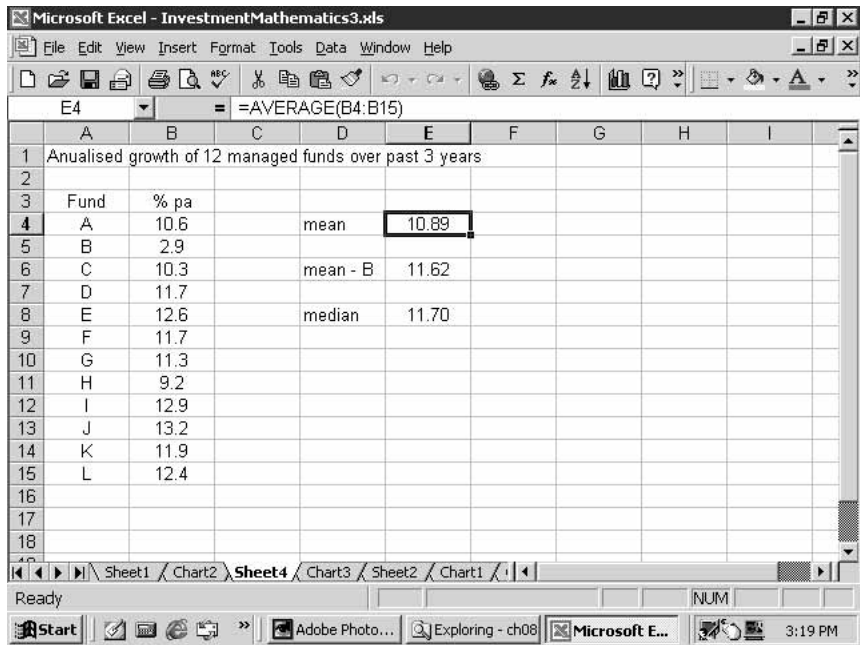 Microsoft Excel - InvestmentMathematics3.xls
File Edit View Insert Format Tools Data Window Help
E4 = =AVERAGE(B4:B15)
A B C D E F G H I
1 Anualised growth of 12 managed funds over past 3 years
2
3 Fund % pa
4 A 10.6 mean 10.89
5 B 2.9
6 C 10.3 mean - B 11.62
7 D 11.7
8 E 12.6 median 11.70
9 F 11.7
10 G 11.3
11 H 9.2
12 I 12.9
13 J 13.2
14 K 11.9
15 L 12.4
16
17
18
Sheet1 Chart2 Sheet4 Chart3 Sheet2 Chart1
Ready NUM
Start » Adobe Photo... Exploring - ch08 Microsoft E... 3:19 PM